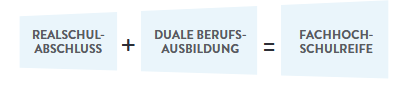 REALSCHUL-
ABSCHLUSS
+
DUALE BERUFS-
AUSBILDUNG
=
FACHHOCH-
SCHULREIFE